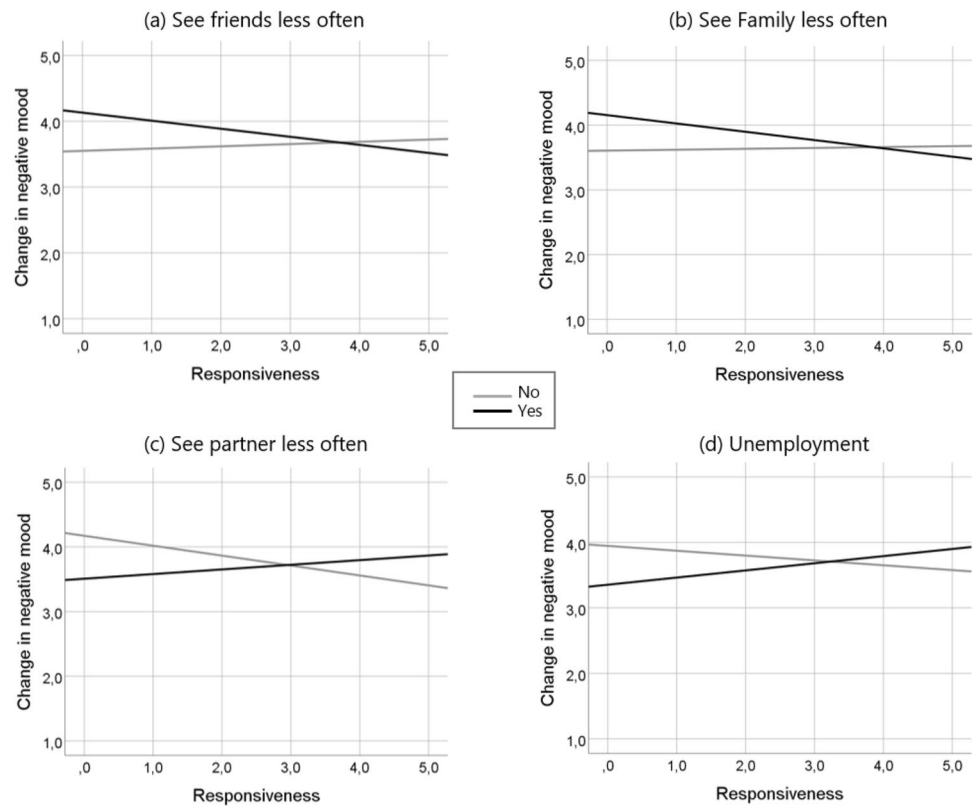 (a) See friends less often
5,0
4,0
3,0
2,0
1,0
Change in negative mood
,0 1,0 2,0 3,0 4,0 5,0
Responsiveness
(b) See Family less often
5,0
4,0
3,0
2,0
1,0
Change in negative mood
,0 1,0 2,0 3,0 4,0 5,0
Responsiveness
No
Yes
(c) See partner less often
5,0
4,0
3,0
2,0
1,0
Change in negative mood
,0 1,0 2,0 3,0 4,0 5,0
Responsiveness
(d) Unemployment
5,0
4,0
3,0
2,0
1,0
Change in negative mood
,0 1,0 2,0 3,0 4,0 5,0
Responsiveness